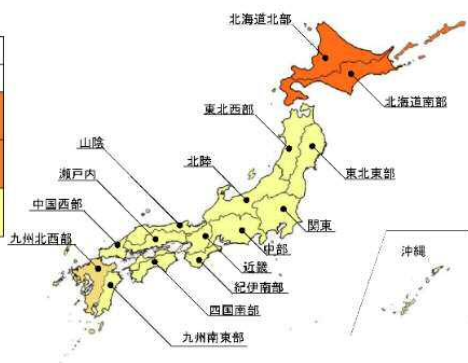 北海道北部
北海道南部
東北西部
東北東部
山陰
北陸
瀬戸内
中国西部
関東
九州北西部
中部
近畿
紀伊南部
四国南部
九州南東部
沖縄